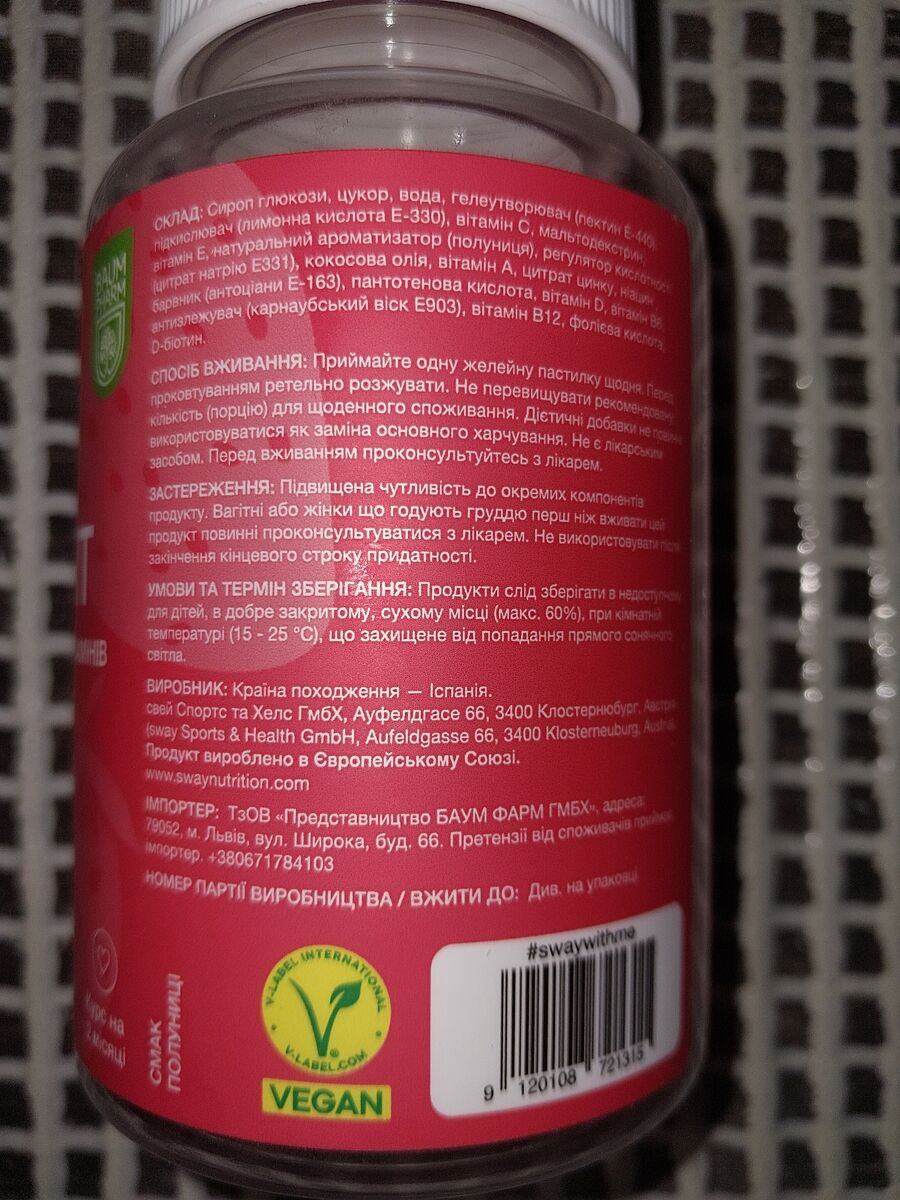 СКЛАД: Сироп глюкози, цукор, вода, гелеутворювач (пектин Е-440),
підкислювач (лимонна кислота Е-330), вітамін С, мальтодекстрин,
вітамін Е, натуральний ароматизатор (полуниця), регулятор кислотності
(цитрат натрію Е331), кокосова олія, вітамін А, цитрат цинку, ніацин,
барвник (антоціани Е-163), пантотенова кислота, вітамін D, вітамін В6,
антизлежувач (карнаубський віск Е903), вітамін В12, фолієва кислота,
D-біотин.
СПОСІБ ВЖИВАННЯ: Приймайте одну желейну пастилку щодня. Перед
проковтуванням ретельно розжувати. Не перевищувати рекомендовану
кількість (порцію) для щоденного споживання. Дієтичні добавки не повинні
використовуватися як заміна основного харчування. Не є лікарським
засобом. Перед вживанням проконсультуйтесь з лікарем.
ЗАСТЕРЕЖЕННЯ: Підвищена чутливість до окремих компонентів
продукту. Вагітні або жінки що годують груддю перш ніж вживати цей
продукт повинні проконсультуватися з лікарем. Не використовувати після
закінчення кінцевого строку придатності.
УМОВИ ТА ТЕРМІН ЗБЕРІГАННЯ: Продукти слід зберігати в недоступному
для дітей, в добре закритому, сухому місці (макс. 60%), при кімнатній
температурі (15 - 25 °С), що захищене від попадання прямого сонячного
світла.
ВИРОБНИК: Країна походження — Іспанія.
свей Спортс та Хелс ГмбХ, Ауфелдгасе 66, 3400 Клостернюбург, Австрія
(sway Sports & Health GmbH, Aufeldgasse 66, 3400 Klosterneuburg, Austria)
Продукт вироблено в Європейському Союзі.
www.swaynutrition.com
ІМПОРТЕР: ТзОВ «Представництво БАУМ ФАРМ ГМБХ», адреса:
79052, м. Львів, вул. Широка, буд. 66. Претензії від споживачів приймає
імпортер. +380671784103
НОМЕР ПАРТІЇ ВИРОБНИЦТВА / ВЖИТИ ДО: Див. на упаковці
BAUM
PHARM
Т
Курс на
2 місяці
СМАК
ПОЛУНИЦІ
V-LABEL INTERNATIONAL
V-LABEL.COM
VEGAN
#swaywithme
9 120108 721315